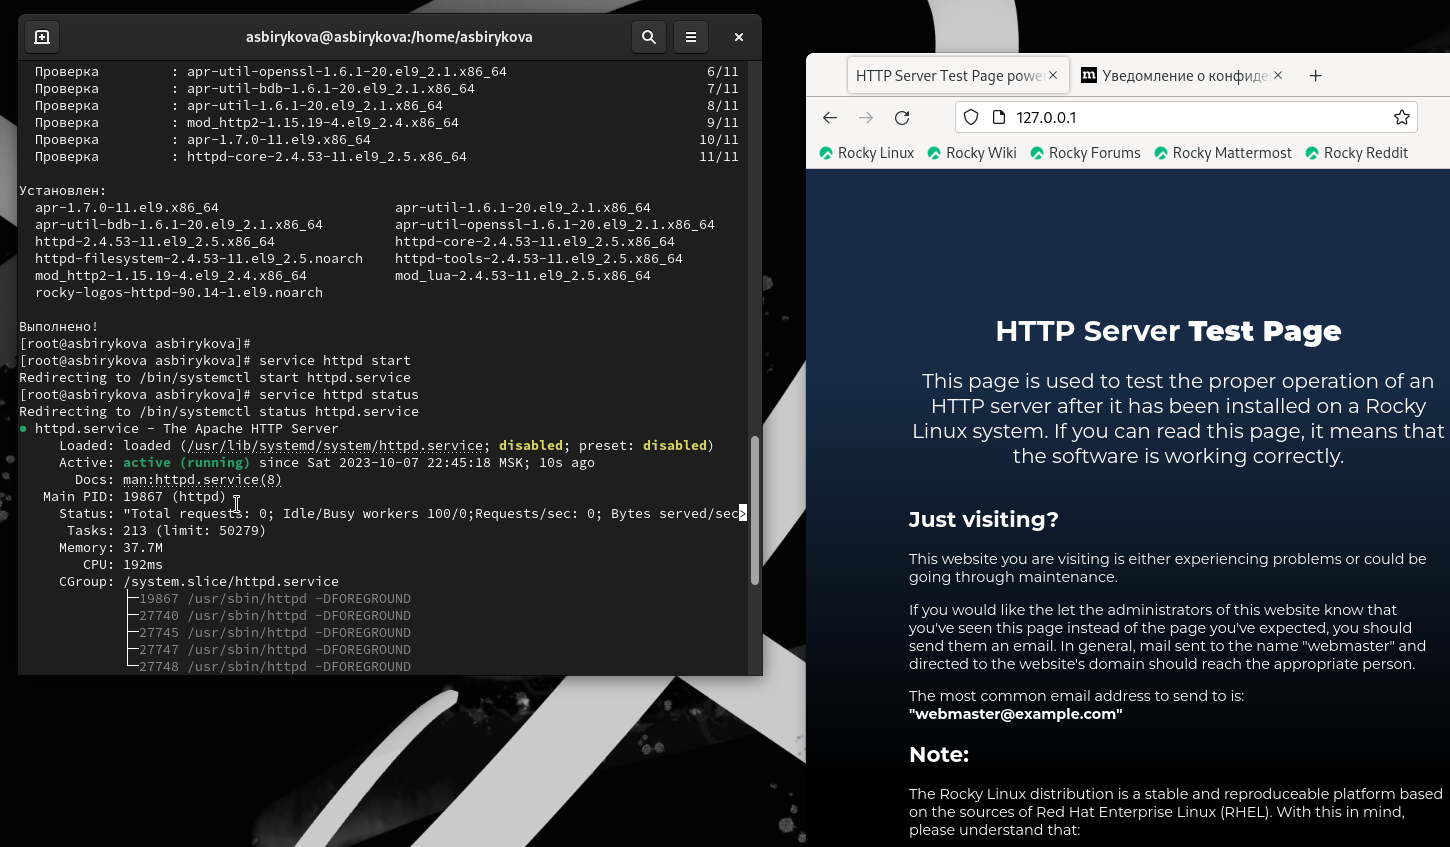 asbirykova@asbirykova:/home/asbirykova
Проверка : apr-util-openssl-1.6.1-20.el9_2.1.x86_64 6/11
Проверка : apr-util-bdb-1.6.1-20.el9_2.1.x86_64 7/11
Проверка : apr-util-1.6.1-20.el9_2.1.x86_64 8/11
Проверка : mod_http2-1.15.19-4.el9_2.4.x86_64 9/11
Проверка : apr-1.7.0-11.el9.x86_64 10/11
Проверка : httpd-core-2.4.53-11.el9_2.5.x86_64 11/11
Установлен:
apr-1.7.0-11.el9.x86_64 apr-util-1.6.1-20.el9_2.1.x86_64
apr-util-bdb-1.6.1-20.el9_2.1.x86_64 apr-util-openssl-1.6.1-20.el9_2.1.x86_64
httpd-2.4.53-11.el9_2.5.x86_64 httpd-core-2.4.53-11.el9_2.5.x86_64
httpd-filesystem-2.4.53-11.el9_2.5.noarch httpd-tools-2.4.53-11.el9_2.5.x86_64
mod_http2-1.15.19-4.el9_2.4.x86_64 mod_lua-2.4.53-11.el9_2.5.x86_64
rocky-logos-httpd-90.14-1.el9.noarch
Выполнено!
[root@asbirykova asbirykova]#
[root@asbirykova asbirykova]# service httpd start
Redirecting to /bin/systemctl start httpd.service
[root@asbirykova asbirykova]# service httpd status
Redirecting to /bin/systemctl status httpd.service
● httpd.service - The Apache HTTP Server
Loaded: loaded (/usr/lib/systemd/system/httpd.service; disabled; preset: disabled)
Active: active (running) since Sat 2023-10-07 22:45:18 MSK; 10s ago
Docs: man:httpd.service(8)
Main PID: 19867 (httpd)
Status: "Total requests: 0; Idle/Busy workers 100/0;Requests/sec: 0; Bytes served/sec>
Tasks: 213 (limit: 50279)
Memory: 37.7M
CPU: 192ms
CGroup: /system.slice/httpd.service
├─19867 /usr/sbin/httpd -DFOREGROUND
├─27740 /usr/sbin/httpd -DFOREGROUND
├─27745 /usr/sbin/httpd -DFOREGROUND
├─27747 /usr/sbin/httpd -DFOREGROUND
└─27748 /usr/sbin/httpd -DFOREGROUND
HTTP Server Test Page powe
m Уведомление о конфиде
127.0.0.1
Rocky Linux Rocky Wiki Rocky Forums Rocky Mattermost Rocky Reddit
HTTP Server Test Page
This page is used to test the proper operation of an
HTTP server after it has been installed on a Rocky
Linux system. If you can read this page, it means that
the software is working correctly.
Just visiting?
This website you are visiting is either experiencing problems or could be
going through maintenance.
If you would like the let the administrators of this website know that
you've seen this page instead of the page you've expected, you should
send them an email. In general, mail sent to the name "webmaster" and
directed to the website's domain should reach the appropriate person.
The most common email address to send to is:
"webmaster@example.com"
Note:
The Rocky Linux distribution is a stable and reproduceable platform based
on the sources of Red Hat Enterprise Linux (RHEL). With this in mind,
please understand that: